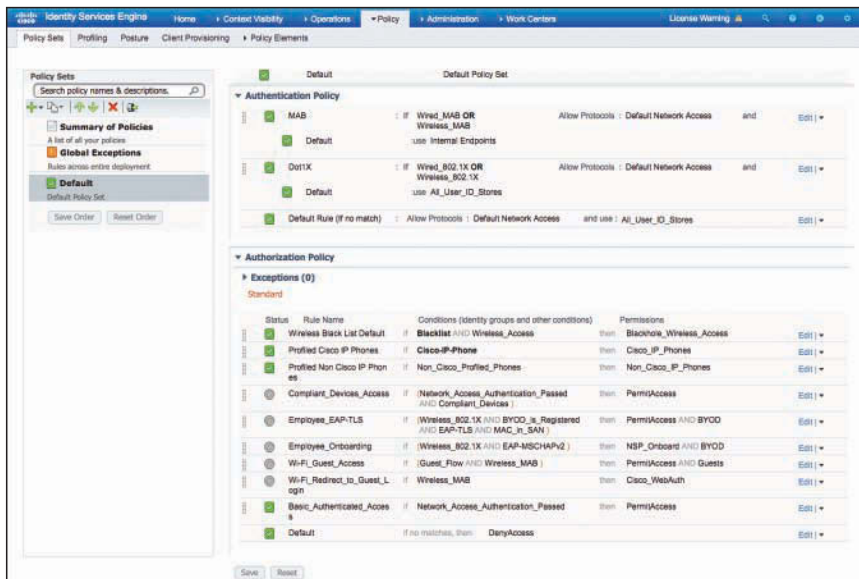 cisco Identity Services Engine Home Context Visibility Operations Policy Administration Work Centers License Warning
Policy Sets Profiling Posture Client Provisioning Policy Elements
Policy Sets
Search policy names & descriptions.
Summary of Policies
A list of all your policies
Global Exceptions
Rules across entire deployment
Default
Default Policy Set
Save Order Reset Order
Default Default Policy Set
Authentication Policy
MAB : If Wired_MAB OR Allow Protocols : Default Network Access and Edit | ▾
Wireless_MAB
Default :use Internal Endpoints
Dot1X : If Wired_802.1X OR Allow Protocols : Default Network Access and Edit | ▾
Wireless_802.1X
Default :use All_User_ID_Stores
Default Rule (If no match) : Allow Protocols : Default Network Access and use : All_User_ID_Stores Edit | ▾
Authorization Policy
Exceptions (0)
Standard
Status Rule Name Conditions (identity groups and other conditions) Permissions
Wireless Black List Default if Blacklist AND Wireless_Access then Blackhole_Wireless_Access Edit | ▾
Profiled Cisco IP Phones if Cisco-IP-Phone then Cisco_IP_Phones Edit | ▾
Profiled Non Cisco IP Phon if Non_Cisco_Profiled_Phones then Non_Cisco_IP_Phones Edit | ▾
es
Compliant_Devices_Access if (Network_Access_Authentication_Passed then PermitAccess Edit | ▾
AND Compliant_Devices )
Employee_EAP-TLS if (Wireless_802.1X AND BYOD_is_Registered then PermitAccess AND BYOD Edit | ▾
AND EAP-TLS AND MAC_in_SAN )
Employee_Onboarding if (Wireless_802.1X AND EAP-MSCHAPv2 ) then NSP_Onboard AND BYOD Edit | ▾
Wi-Fi_Guest_Access if (Guest_Flow AND Wireless_MAB ) then PermitAccess AND Guests Edit | ▾
Wi-Fi_Redirect_to_Guest_L if Wireless_MAB then Cisco_WebAuth Edit | ▾
ogin
Basic_Authenticated_Acces if Network_Access_Authentication_Passed then PermitAccess Edit | ▾
s
Default if no matches, then DenyAccess Edit | ▾
Save Reset